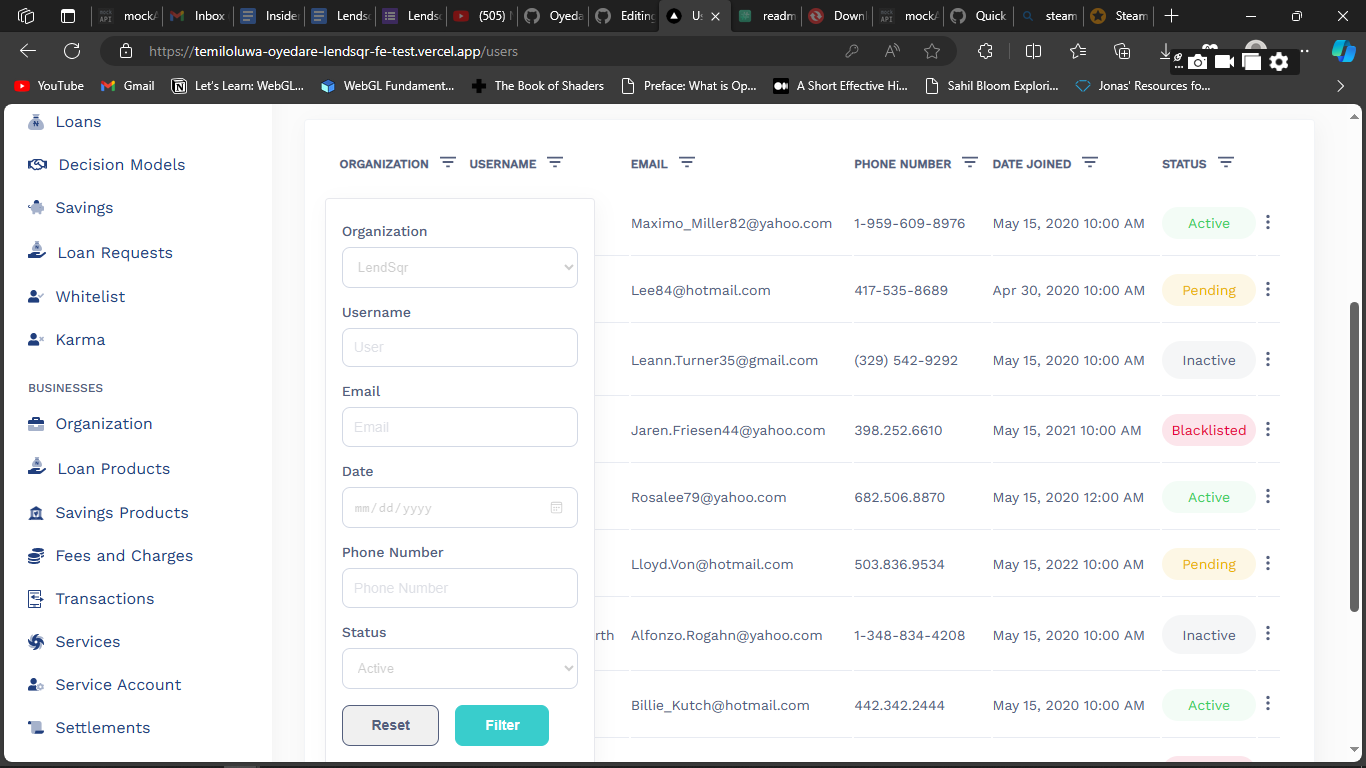 mockA
Inbox
Insider
Lends
Lends
(505) N
Oyeda
Editing
Us
readm
Downl
mockA
Quick
steam
Steam
https://temiloluwa-oyedare-lendsqr-fe-test.vercel.app/users
YouTube
Gmail
Let's Learn: WebGL...
WebGL Fundament...
The Book of Shaders
Preface: What is Op...
A Short Effective Hi...
Sahil Bloom Explori...
Jonas' Resources fo...
Loans
Decision Models
Savings
Loan Requests
Whitelist
Karma
BUSINESSES
Organization
Loan Products
Savings Products
Fees and Charges
Transactions
Services
Service Account
Settlements
ORGANIZATION USERNAME EMAIL PHONE NUMBER DATE JOINED STATUS
Organization
LendSqr
Username
User
Email
Email
Date
mm/dd/yyyy
Phone Number
Phone Number
Status
Active
Reset Filter
Maximo_Miller82@yahoo.com 1-959-609-8976 May 15, 2020 10:00 AM Active
Lee84@hotmail.com 417-535-8689 Apr 30, 2020 10:00 AM Pending
Leann.Turner35@gmail.com (329) 542-9292 May 15, 2020 10:00 AM Inactive
Jaren.Friesen44@yahoo.com 398.252.6610 May 15, 2021 10:00 AM Blacklisted
Rosalee79@yahoo.com 682.506.8870 May 15, 2020 12:00 AM Active
Lloyd.Von@hotmail.com 503.836.9534 May 15, 2022 10:00 AM Pending
rth Alfonzo.Rogahn@yahoo.com 1-348-834-4208 May 15, 2020 10:00 AM Inactive
Billie_Kutch@hotmail.com 442.342.2444 May 15, 2020 10:00 AM Active